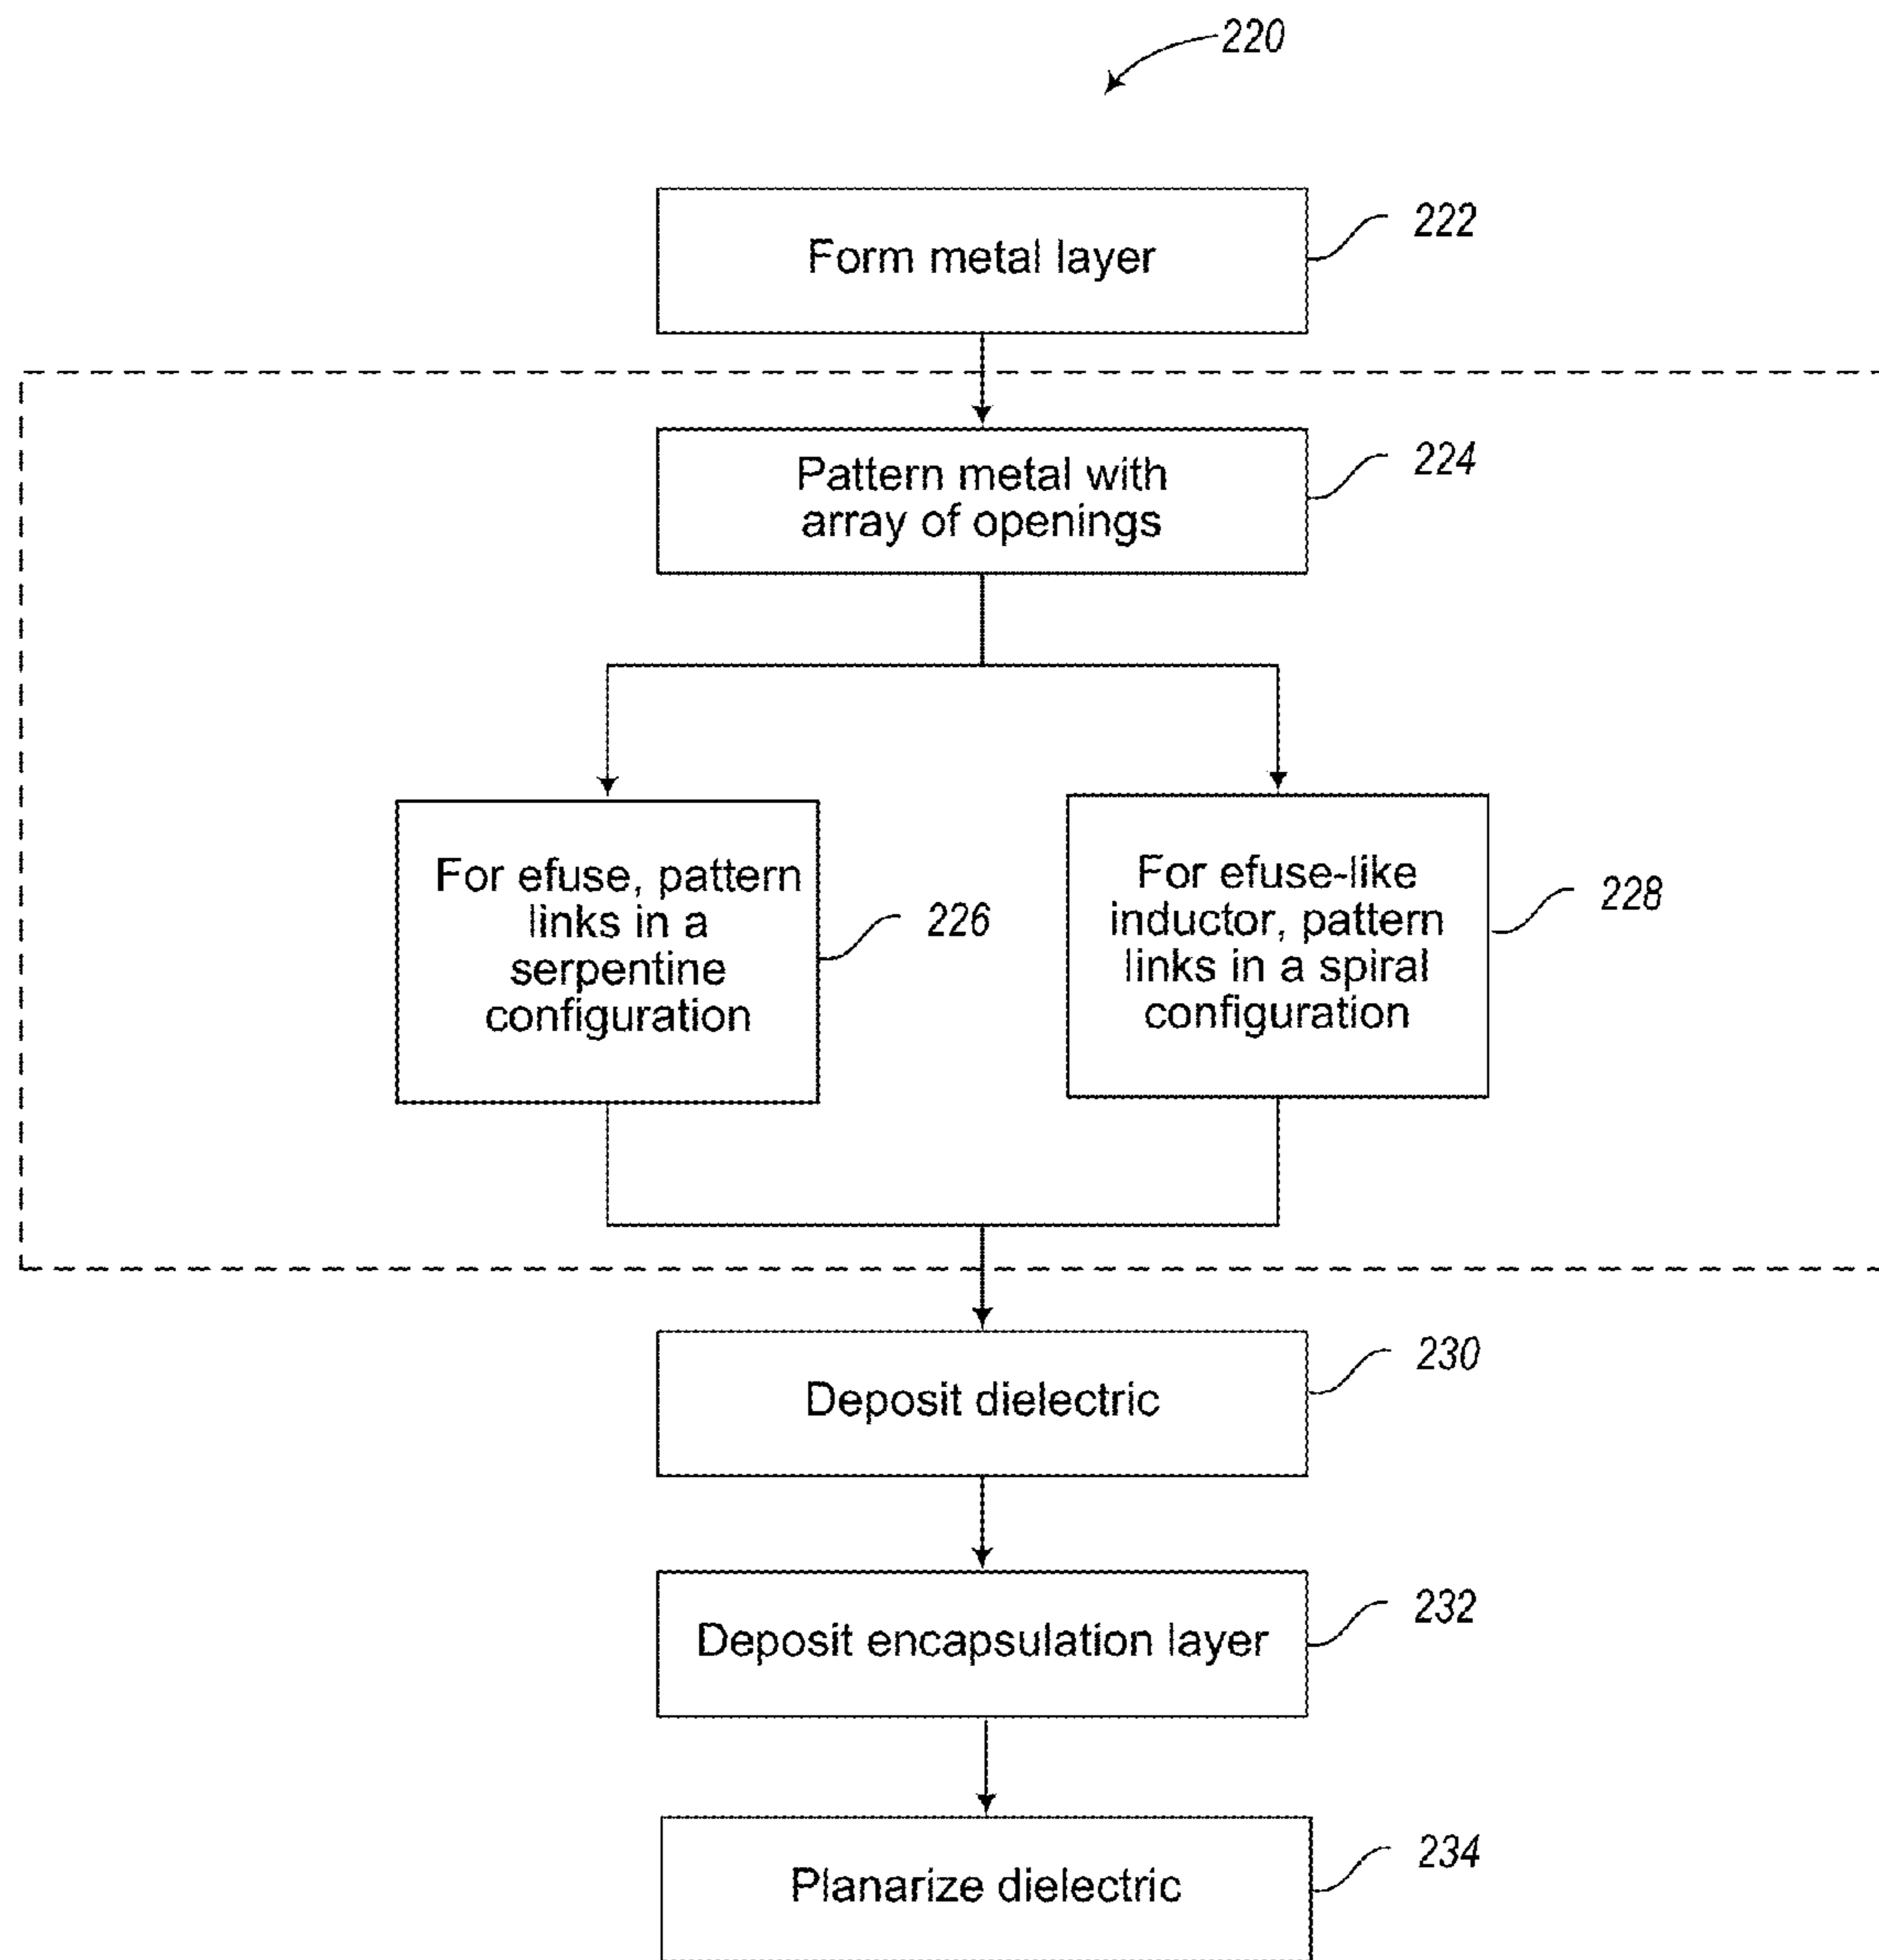 220
Form metal layer
222
Pattern metal with
array of openings
224
For efuse, pattern
links in a
serpentine
configuration
226
For efuse-like
inductor, pattern
links in a spiral
configuration
228
Deposit dielectric
230
Deposit encapsulation layer
232
Planarize dielectric
234